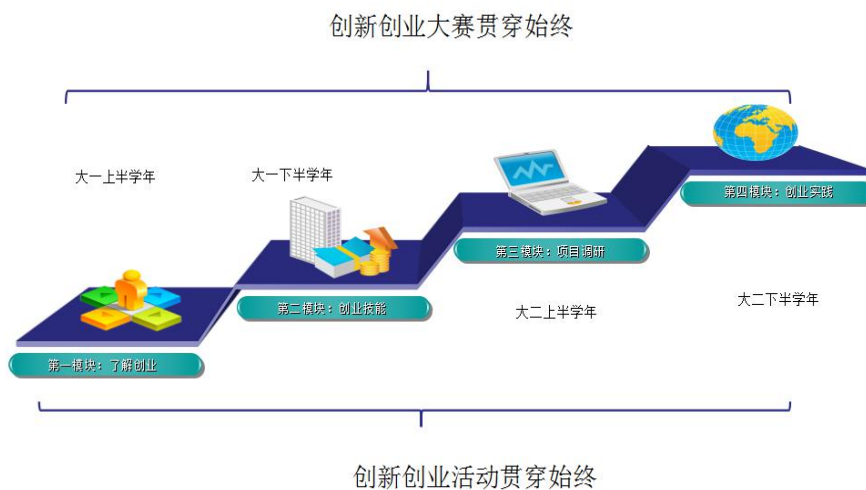 创新创业大赛贯穿始终
大一上半学年
大一下半学年
第四模块：创业实践
第三模块：项目调研
第二模块：创业技能
大二上半学年
大二下半学年
第一模块：了解创业
创新创业活动贯穿始终